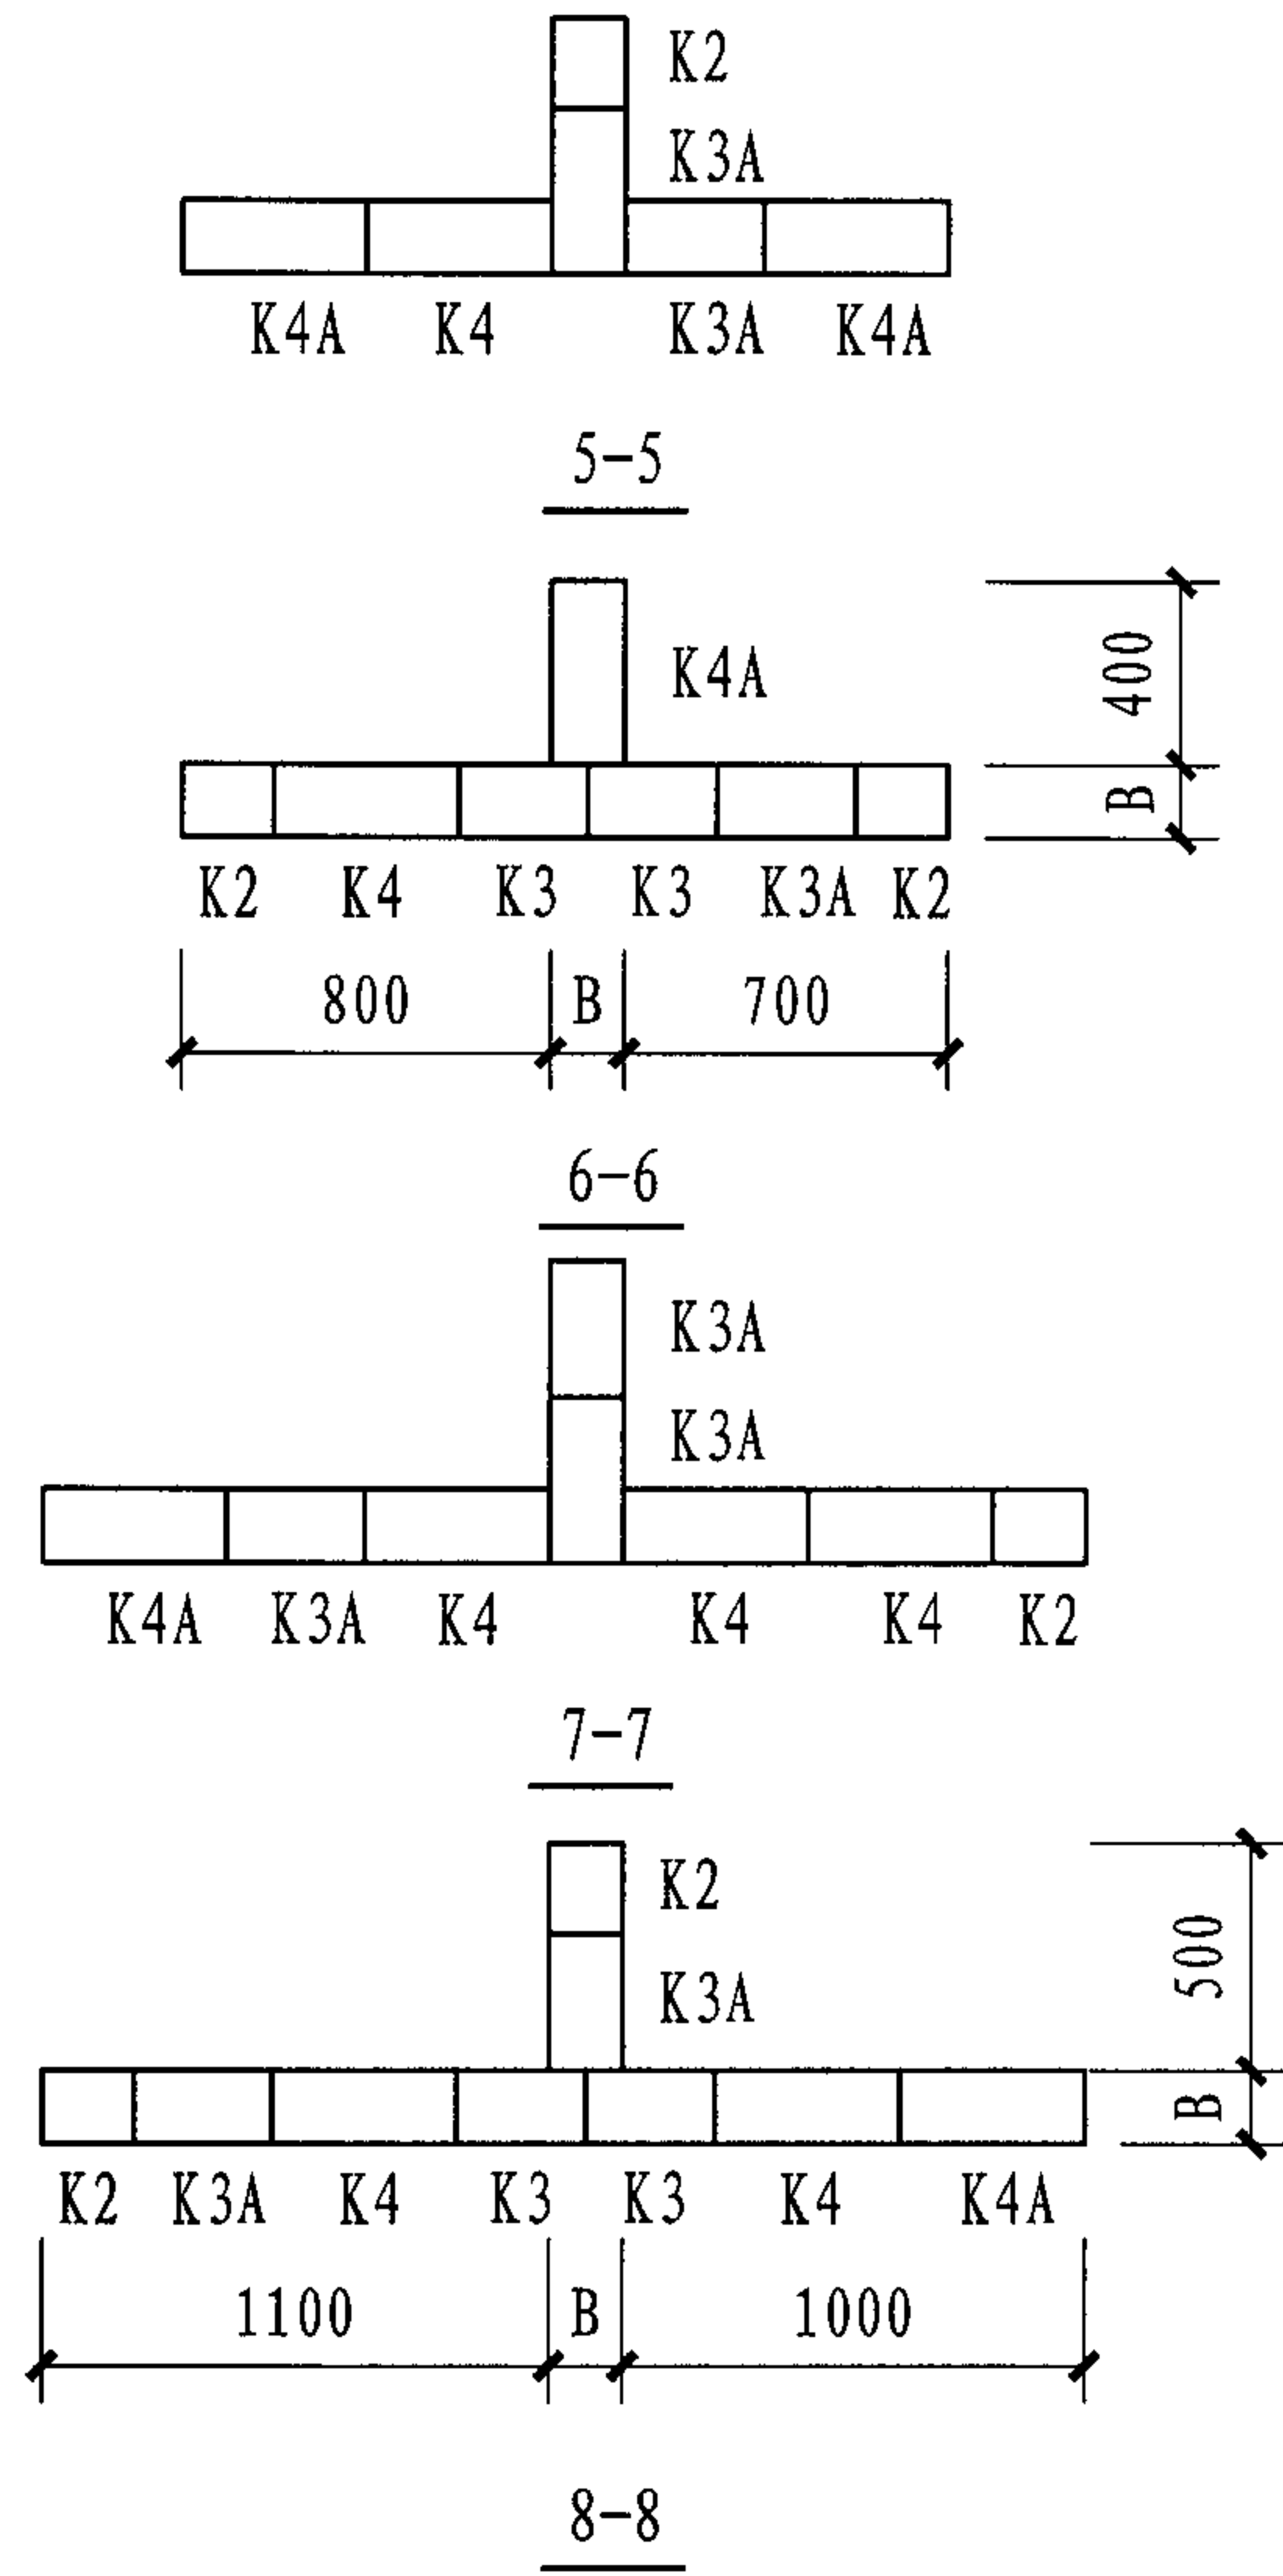 K2
K3A
K4A K4 K3A K4A
5-5
K4A
400
B
K2 K4 K3 K3 K3A K2
800 B 700
6-6
K3A
K3A
K4A K3A K4 K4 K4 K2
7-7
K2
K3A
500
B
K2 K3A K4 K3 K3 K4 K4A
1100 B 1000
8-8